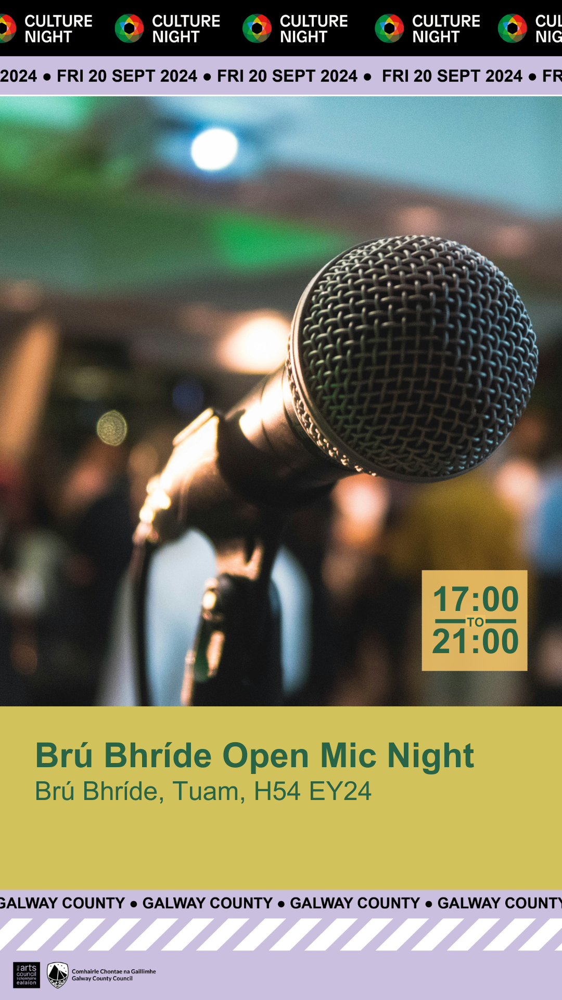 CULTURE NIGHT CULTURE NIGHT CULTURE NIGHT CULTURE NIGHT CUL NIG
2024 ● FRI 20 SEPT 2024 ● FRI 20 SEPT 2024 ● FRI 20 SEPT 2024 ● FR
17:00
TO
21:00
Brú Bhríde Open Mic Night
Brú Bhríde, Tuam, H54 EY24
GALWAY COUNTY ● GALWAY COUNTY ● GALWAY COUNTY ● GALWAY COUNTY
the arts
council
chomhairle
ealaíon
Comhairle Chontae na Gaillimhe
Galway County Council